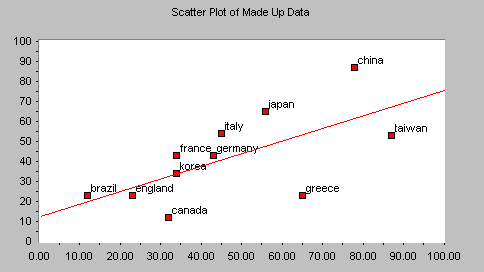 Scatter Plot of Made Up Data
100
90
china
80
70
japan
60
italy
taiwan
50
france germany
40
korea
30
brazil england greece
20
canada
10
0
0.00 10.00 20.00 30.00 40.00 50.00 60.00 70.00 80.00 90.00 100.00